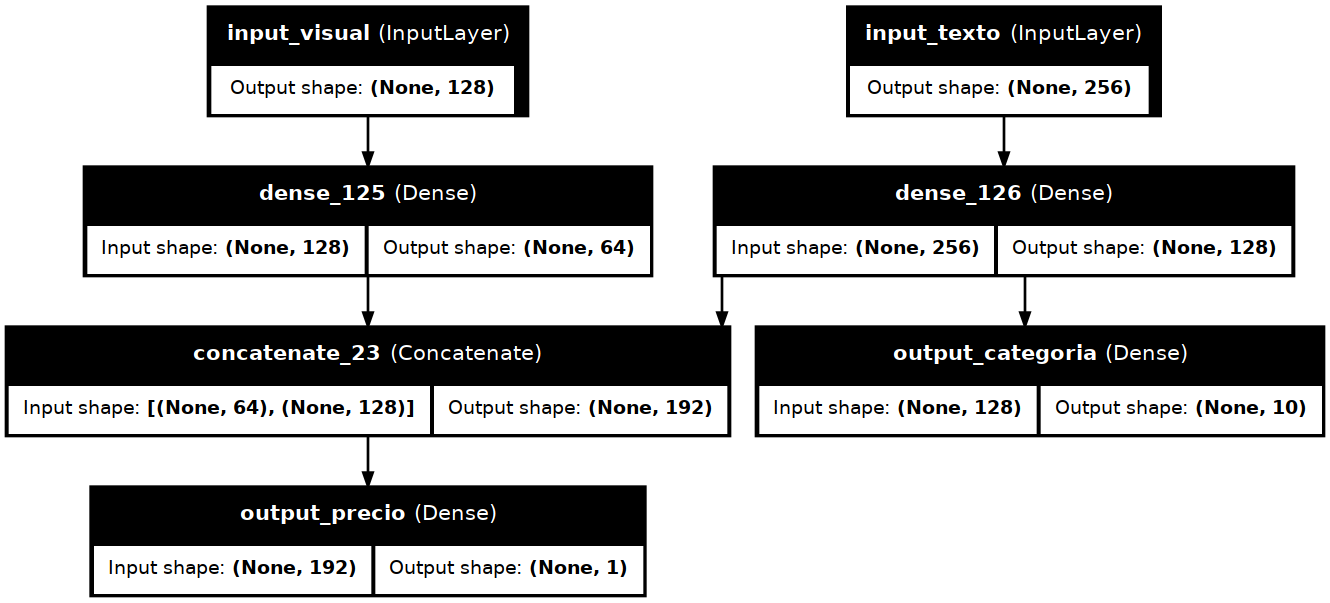 input_visual (InputLayer)
Output shape: (None, 128)
input_texto (InputLayer)
Output shape: (None, 256)
dense_125 (Dense)
Input shape: (None, 128)
Output shape: (None, 64)
dense_126 (Dense)
Input shape: (None, 256)
Output shape: (None, 128)
concatenate_23 (Concatenate)
Input shape: [(None, 64), (None, 128)]
Output shape: (None, 192)
output_categoria (Dense)
Input shape: (None, 128)
Output shape: (None, 10)
output_precio (Dense)
Input shape: (None, 192)
Output shape: (None, 1)